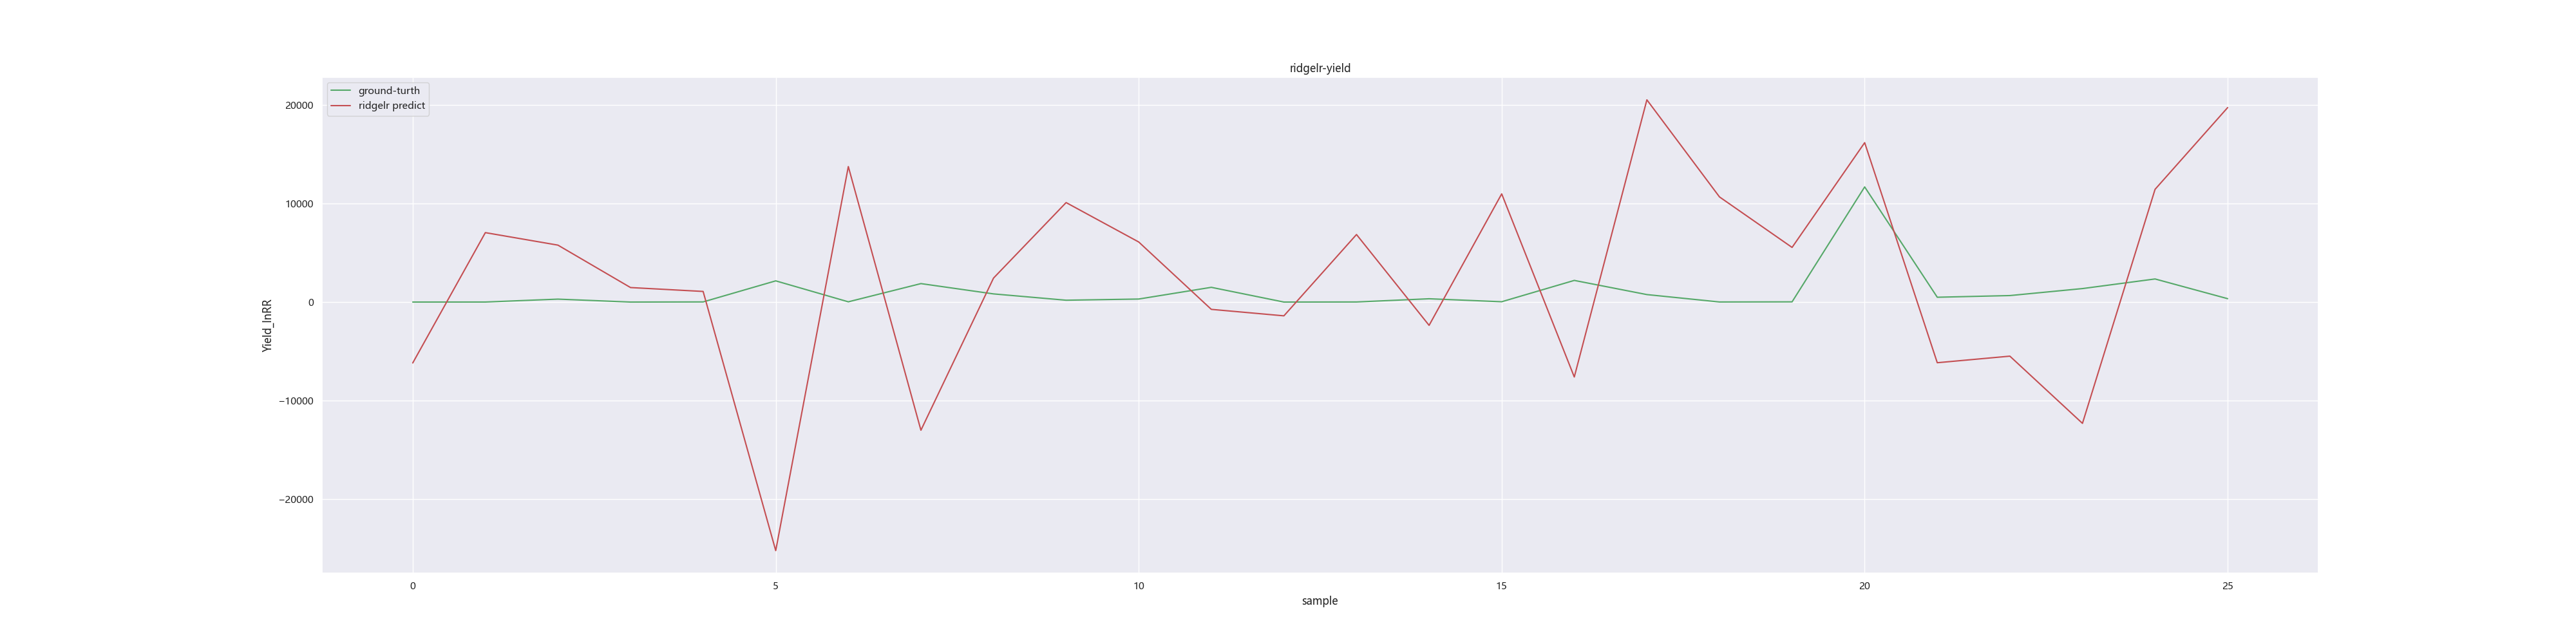 ridgelr-yield
ground-turth
ridgelr predict
20000
10000
0
−10000
−20000
Yield_lnRR
0 5 10 15 20 25
sample